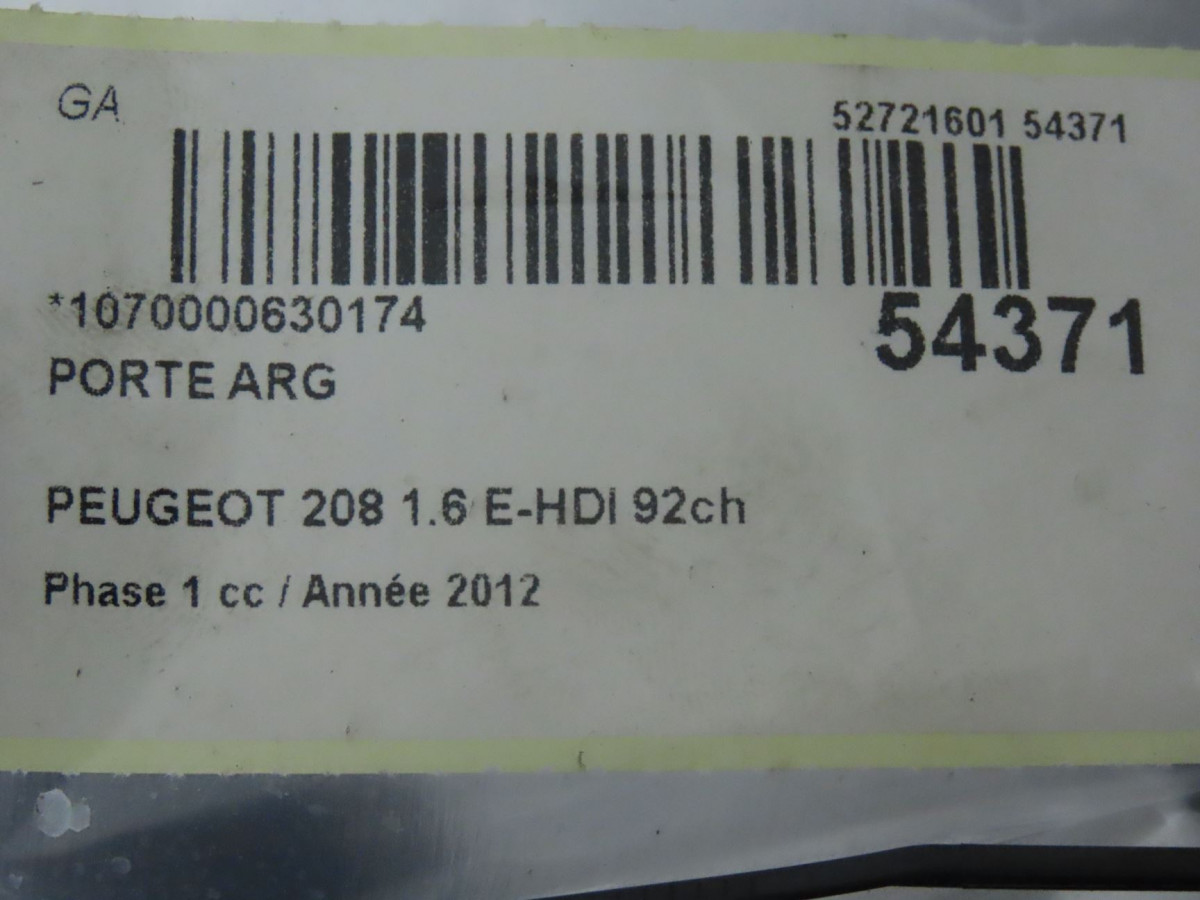 GA
52721601 54371
*1070000630174
54371
PORTE ARG
PEUGEOT 208 1.6 E-HDI 92ch
Phase 1 cc / Année 2012